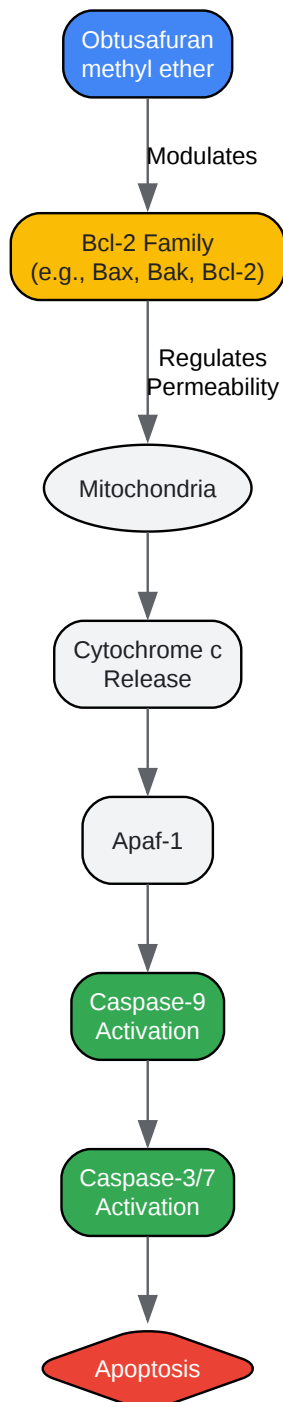 Obtusafuran
methyl ether
Modulates
Bcl-2 Family
(e.g., Bax, Bak, Bcl-2)
Regulates
Permeability
Mitochondria
Cytochrome c
Release
Apaf-1
Caspase-9
Activation
Caspase-3/7
Activation
Apoptosis